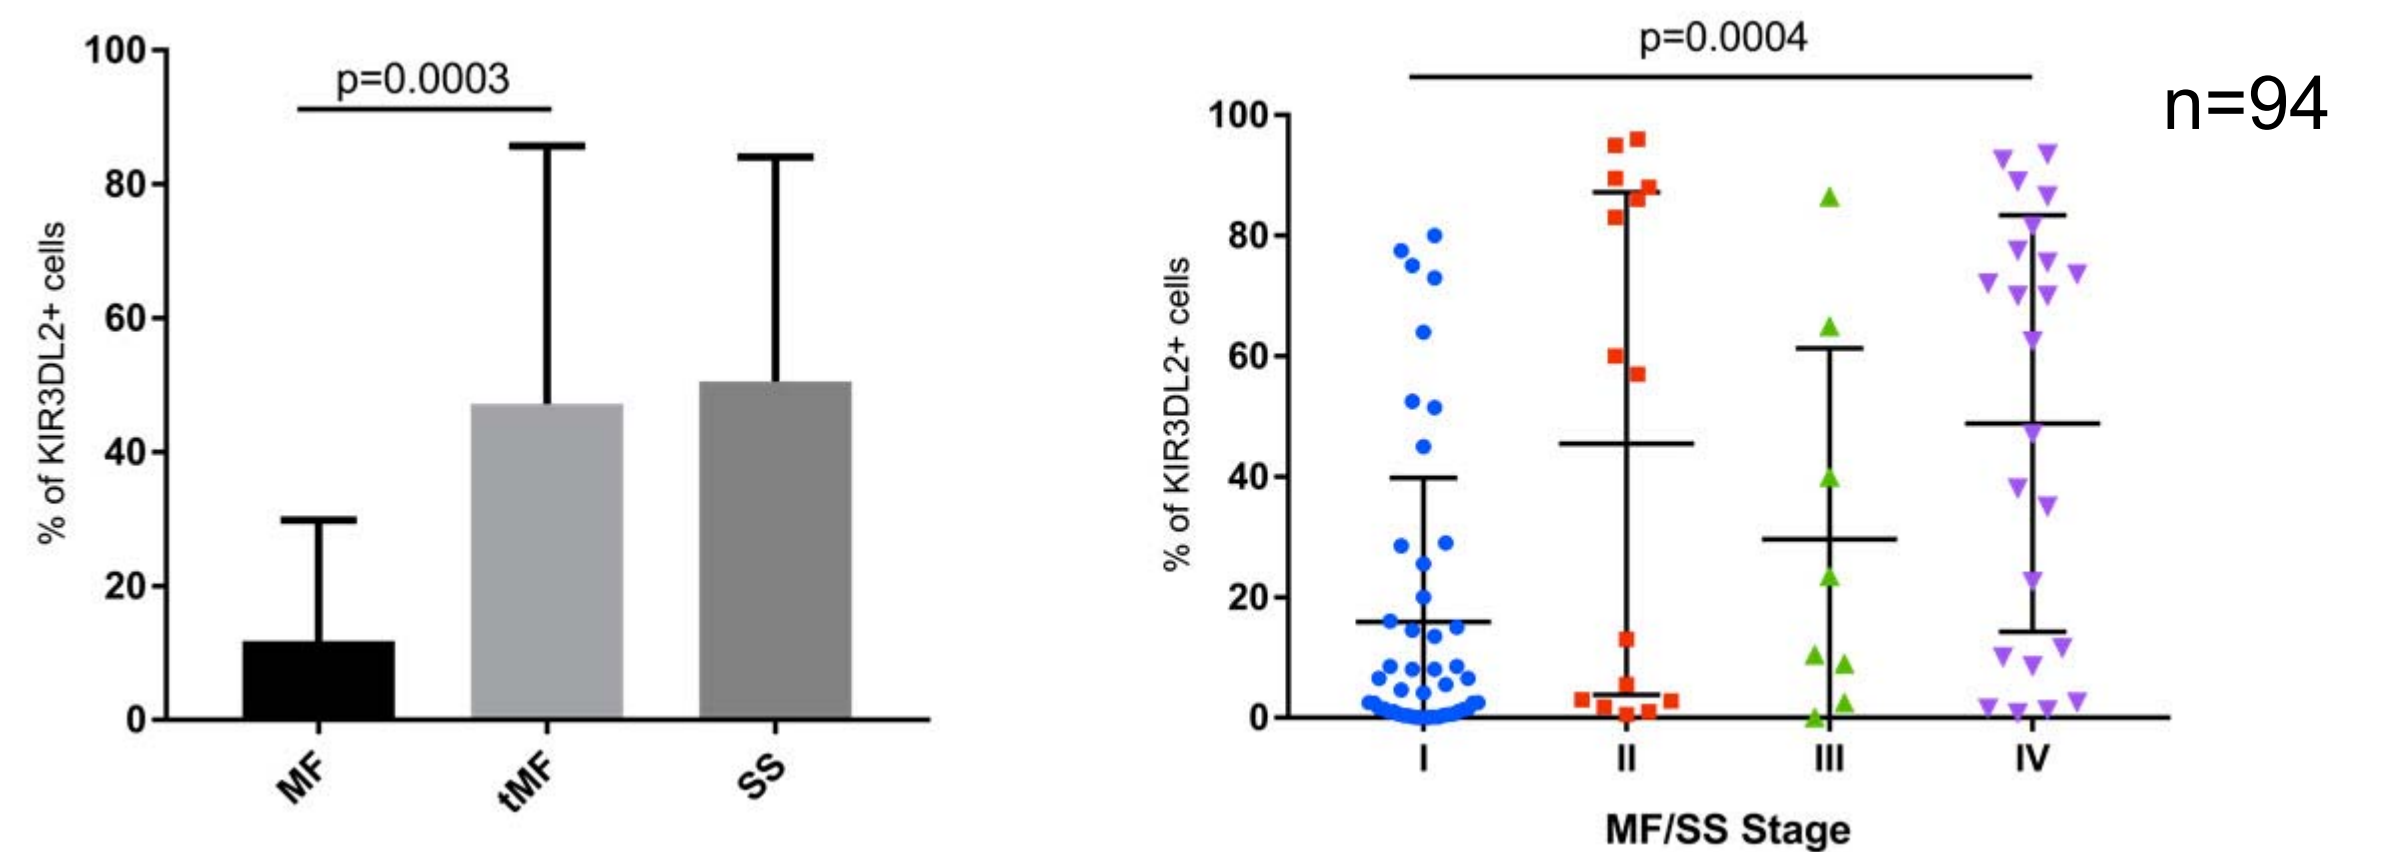 % of KIR3DL2+ cells
100
80
60
40
20
0
p=0.0003
MF
tMF
SS
% of KIR3DL2+ cells
100
80
60
40
20
0
p=0.0004
n=94
I
II
III
IV
MF/SS Stage